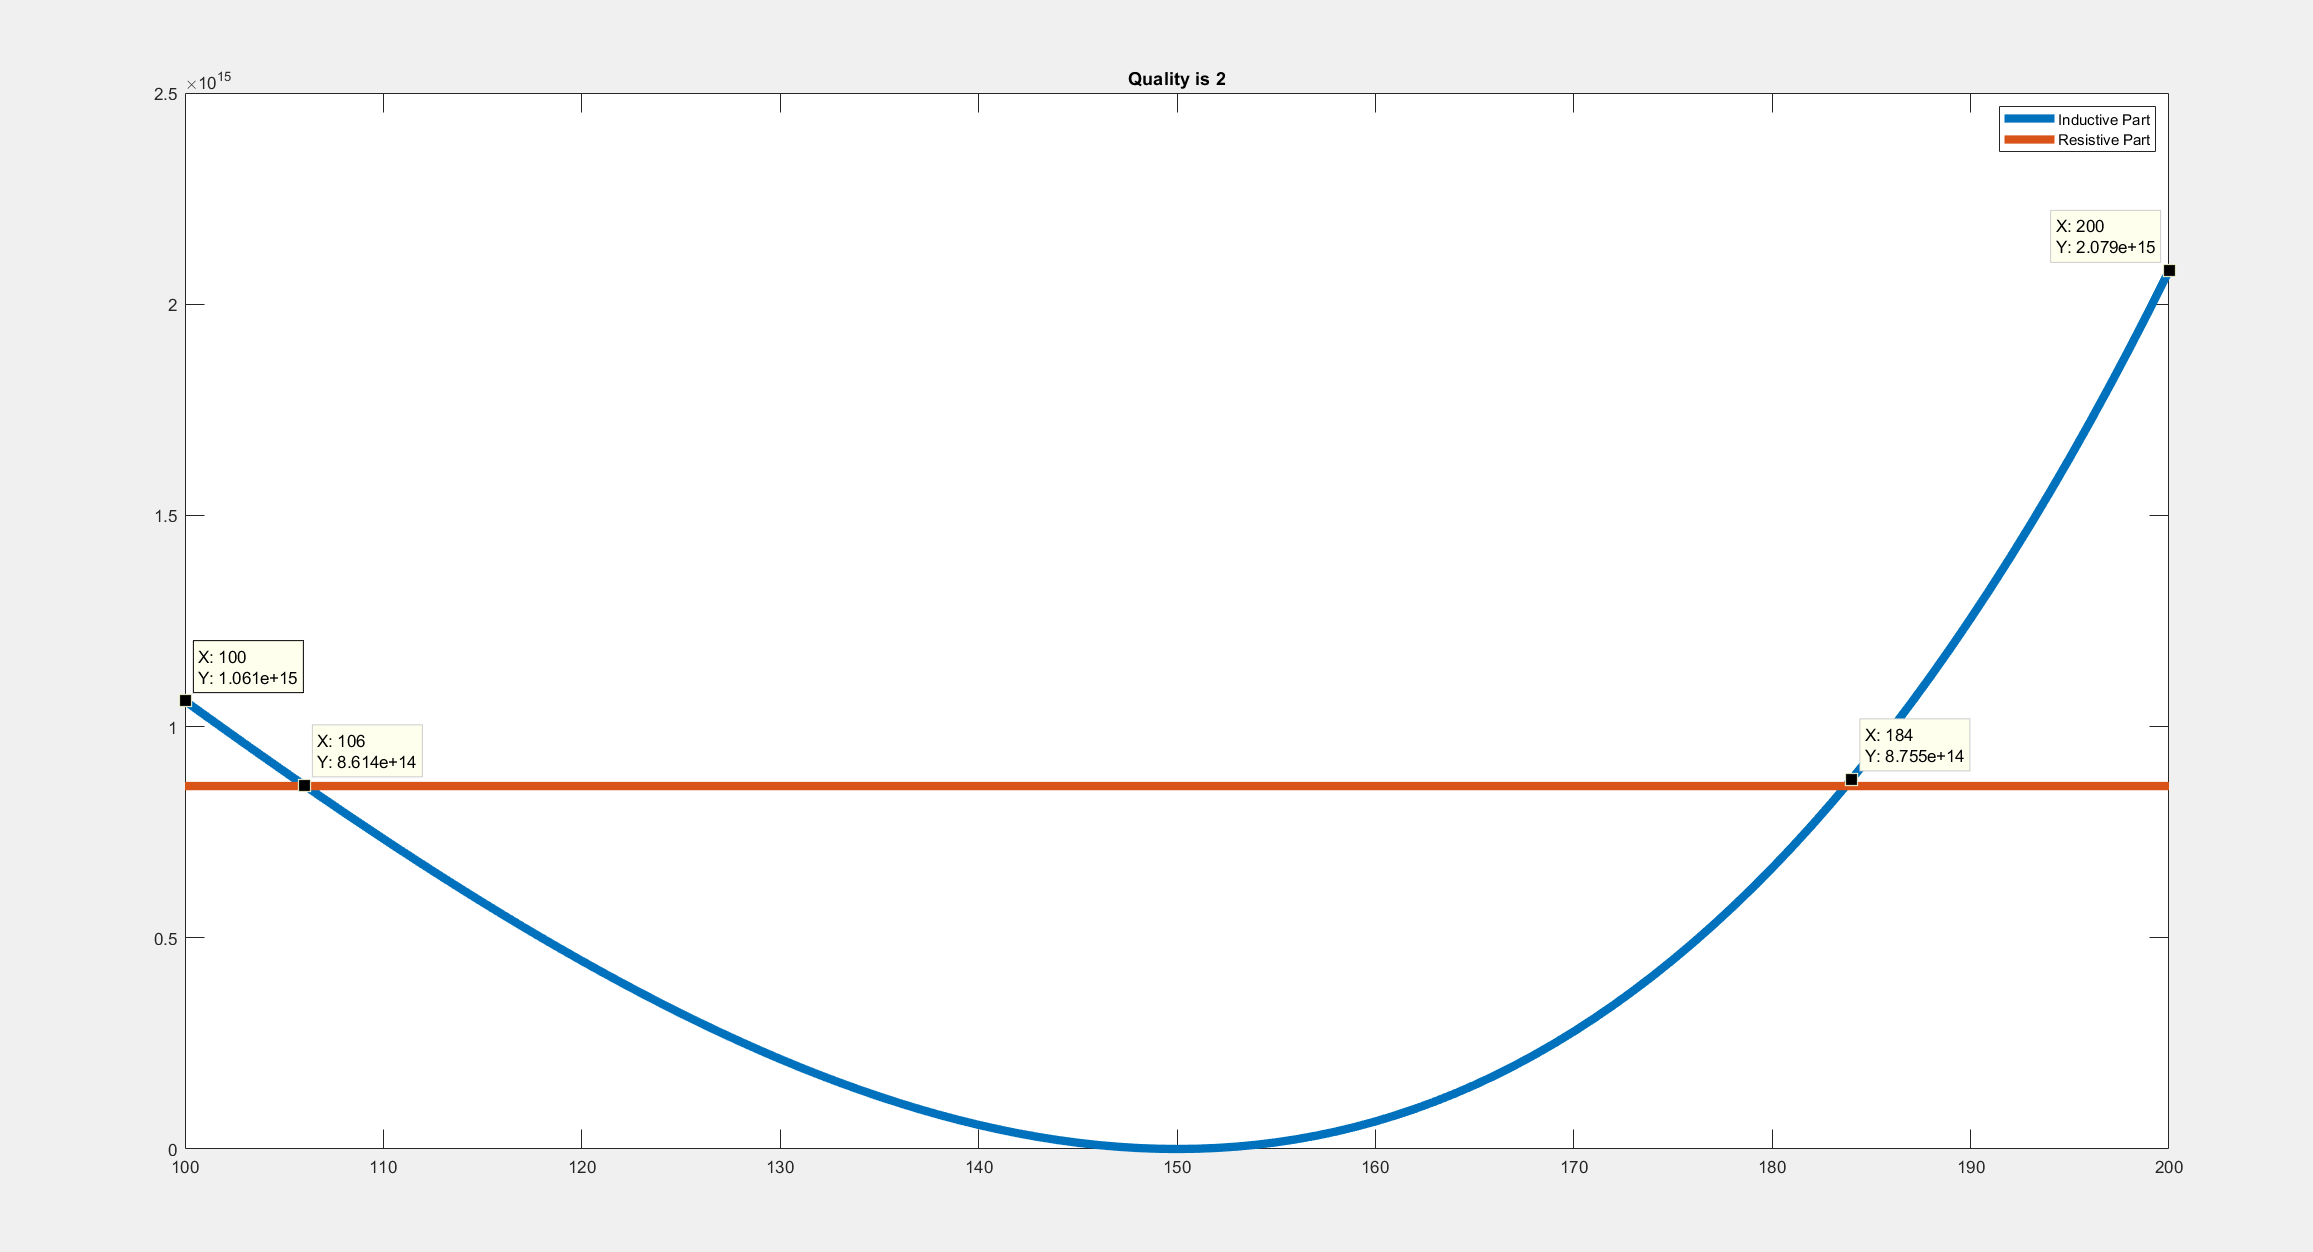 Quality is 2
×10^15
2.5
2
1.5
1
0.5
0
Inductive Part
Resistive Part
X: 200
Y: 2.079e+15
X: 100
Y: 1.061e+15
X: 106
Y: 8.614e+14
X: 184
Y: 8.755e+14
100 110 120 130 140 150 160 170 180 190 200